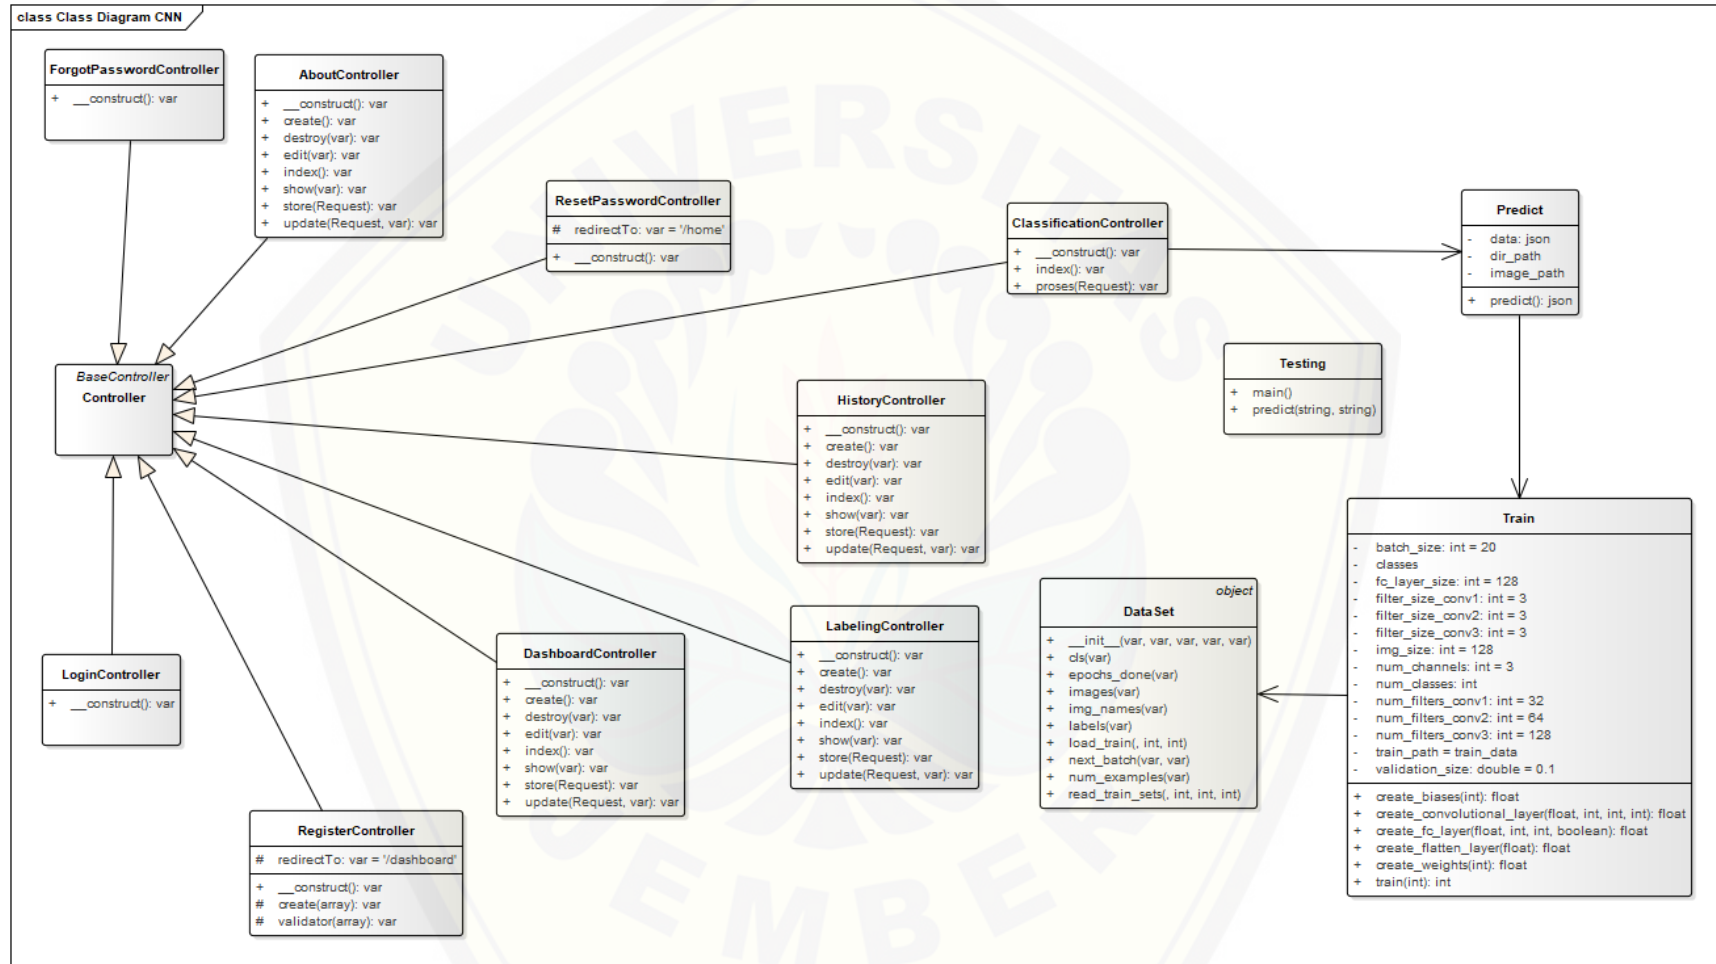 class Class Diagram CNN
ForgotPasswordController
+ __construct(): var
AboutController
+ __construct(): var
+ create(): var
+ destroy(var): var
+ edit(var): var
+ index(): var
+ show(var): var
+ store(Request): var
+ update(Request, var): var
ResetPasswordController
# redirectTo: var = '/home'
+ __construct(): var
ClassificationController
+ __construct(): var
+ index(): var
+ proses(Request): var
Predict
- data: json
- dir_path
- image_path
+ predict(): json
Testing
+ main()
+ predict(string, string)
BaseController
Controller
HistoryController
+ __construct(): var
+ create(): var
+ destroy(var): var
+ edit(var): var
+ index(): var
+ show(var): var
+ store(Request): var
+ update(Request, var): var
Train
- batch_size: int = 20
- classes
- fc_layer_size: int = 128
- filter_size_conv1: int = 3
- filter_size_conv2: int = 3
- filter_size_conv3: int = 3
- img_size: int = 128
- num_channels: int = 3
- num_classes: int
- num_filters_conv1: int = 32
- num_filters_conv2: int = 64
- num_filters_conv3: int = 128
- train_path = train_data
- validation_size: double = 0.1
+ create_biases(int): float
+ create_convolutional_layer(float, int, int, int): float
+ create_fc_layer(float, int, int, boolean): float
+ create_flatten_layer(float): float
+ create_weights(int): float
+ train(int): int
object
DataSet
+ __init__(var, var, var, var, var)
+ cls(var)
+ epochs_done(var)
+ images(var)
+ img_names(var)
+ labels(var)
+ load_train(, int, int)
+ next_batch(var, var)
+ num_examples(var)
+ read_train_sets(, int, int, int)
LabelingController
+ __construct(): var
+ create(): var
+ destroy(var): var
+ edit(var): var
+ index(): var
+ show(var): var
+ store(Request): var
+ update(Request, var): var
DashboardController
+ __construct(): var
+ create(): var
+ destroy(var): var
+ edit(var): var
+ index(): var
+ show(var): var
+ store(Request): var
+ update(Request, var): var
LoginController
+ __construct(): var
RegisterController
# redirectTo: var = '/dashboard'
+ __construct(): var
# create(array): var
# validator(array): var
UNIVERSITAS
EMBER